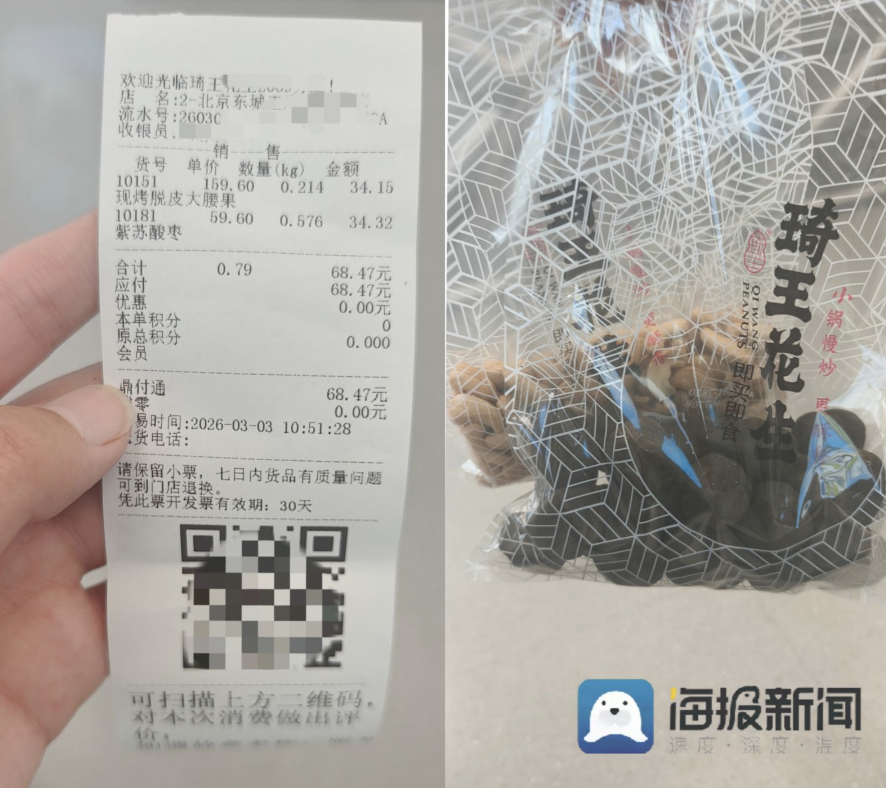 欢迎光临琦王
店 名:2-北京东城
流水号:2603 A
收银员:
销 售
货号 单价 数量(kg) 金额
10151 159.60 0.214 34.15
现烤脱皮大腰果
10181 59.60 0.576 34.32
紫苏酸枣
合计 0.79 68.47元
应付 68.47元
优惠 0.00元
本单积分 0
原总积分 0.000
会员
鼎付通 68.47元
零 0.00元
易时间:2026-03-03 10:51:28
货电话:
请保留小票，七日内货品有质量问题
可到门店退换。
凭此票开发票有效期: 30天
可扫描上方二维码，
对本次消费做出评
价。
琦王花生
QI WANG
PEANUTS
即买即食
小锅慢炒
海报新闻
速度·深度·海度